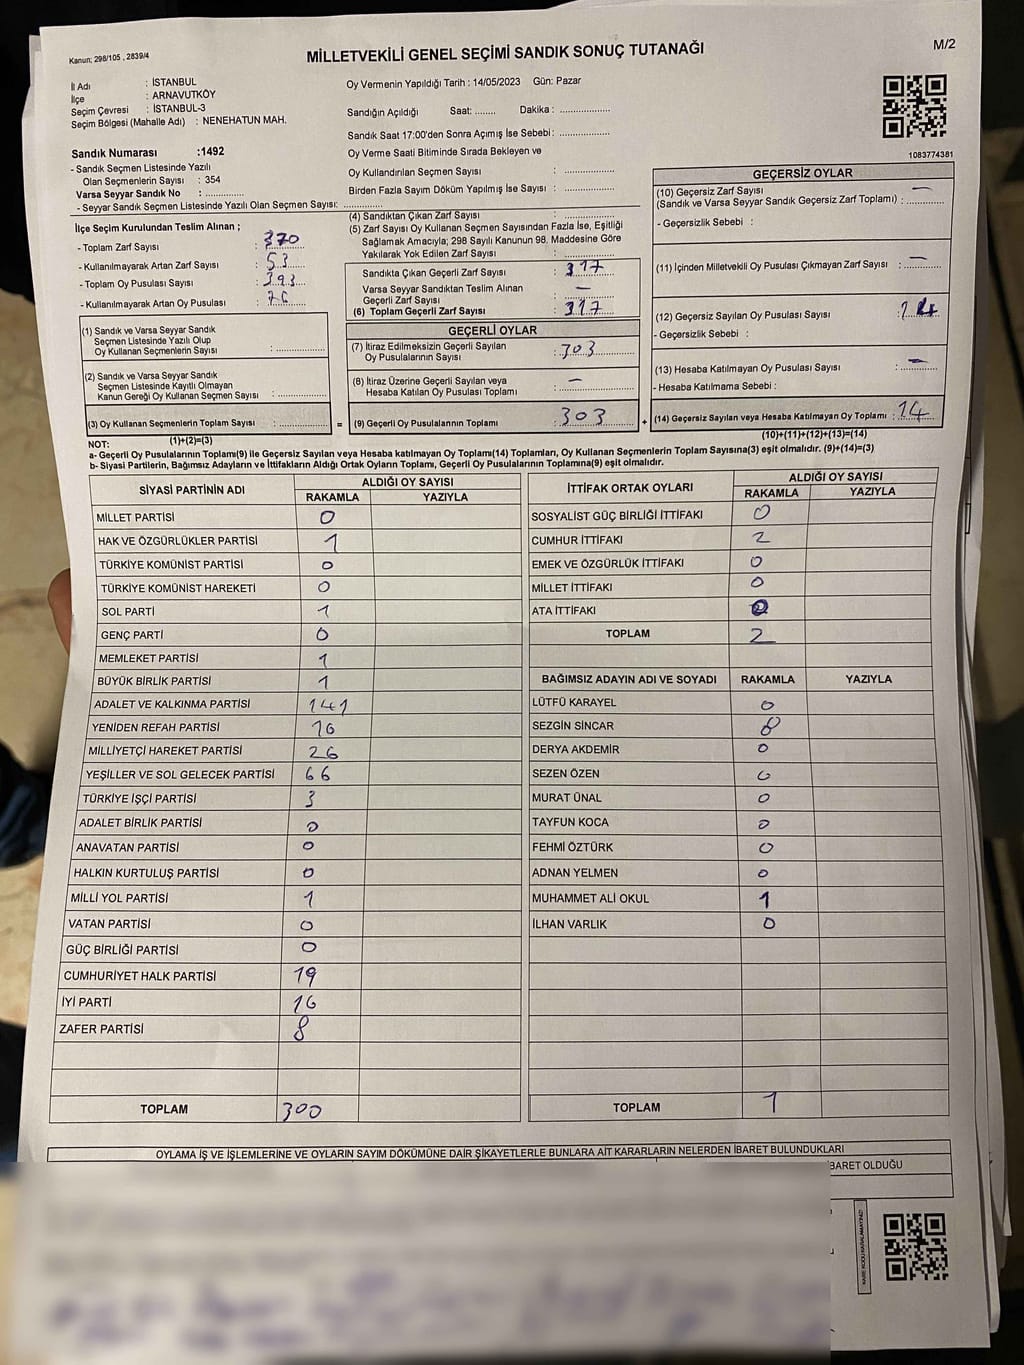 Kanun: 298/105 , 2839/4
MİLLETVEKİLİ GENEL SEÇİMİ SANDIK SONUÇ TUTANAĞI
M/2
İl Adı : İSTANBUL
İlçe : ARNAVUTKÖY
Seçim Çevresi : İSTANBUL-3
Seçim Bölgesi (Mahalle Adı) : NENEHATUN MAH.
Sandık Numarası :1492
- Sandık Seçmen Listesinde Yazılı
Olan Seçmenlerin Sayısı : 354
Varsa Seyyar Sandık No : ..............
- Seyyar Sandık Seçmen Listesinde Yazılı Olan Seçmen Sayısı: ..............
Oy Vermenin Yapıldığı Tarih : 14/05/2023 Gün: Pazar
Sandığın Açıldığı Saat: ........ Dakika : ..................
Sandık Saat 17:00'den Sonra Açımış İse Sebebi: ..................
Oy Verme Saati Bitiminde Sırada Bekleyen ve
Oy Kullandırılan Seçmen Sayısı : ..................
Birden Fazla Sayım Döküm Yapılmış İse Sayısı : ..................
1083774381
İlçe Seçim Kurulundan Teslim Alınan ;
- Toplam Zarf Sayısı : 370
- Kullanılmayarak Artan Zarf Sayısı : 53
- Toplam Oy Pusulası Sayısı : 393
- Kullanılmayarak Artan Oy Pusulası : 76
(1) Sandık ve Varsa Seyyar Sandık
Seçmen Listesinde Yazılı Olup
Oy Kullanan Seçmenlerin Sayısı : ..............
(2) Sandık ve Varsa Seyyar Sandık
Seçmen Listesinde Kayıtlı Olmayan
Kanun Gereği Oy Kullanan Seçmen Sayısı : ..............
(3) Oy Kullanan Seçmenlerin Toplam Sayısı : ..............
(1)+(2)=(3)
(4) Sandıktan Çıkan Zarf Sayısı : ..............
(5) Zarf Sayısı Oy Kullanan Seçmen Sayısından Fazla İse, Eşitliği
Sağlamak Amacıyla; 298 Sayılı Kanunun 98. Maddesine Göre
Yakılarak Yok Edilen Zarf Sayısı : ..............
Sandıkta Çıkan Geçerli Zarf Sayısı : 317
Varsa Seyyar Sandıktan Teslim Alınan
Geçerli Zarf Sayısı : —
(6) Toplam Geçerli Zarf Sayısı : 317
GEÇERLİ OYLAR
(7) İtiraz Edilmeksizin Geçerli Sayılan
Oy Pusulalarının Sayısı : 303
(8) İtiraz Üzerine Geçerli Sayılan veya
Hesaba Katılan Oy Pusulası Toplamı : —
= (9) Geçerli Oy Pusulalarının Toplamı : 303 +
GEÇERSİZ OYLAR
(10) Geçersiz Zarf Sayısı —
(Sandık ve Varsa Seyyar Sandık Geçersiz Zarf Toplamı) : ..........
- Geçersizlik Sebebi :
(11) İçinden Milletvekili Oy Pusulası Çıkmayan Zarf Sayısı : —
(12) Geçersiz Sayılan Oy Pusulası Sayısı : 14
- Geçersizlik Sebebi :
(13) Hesaba Katılmayan Oy Pusulası Sayısı : —
- Hesaba Katılmama Sebebi :
(14) Geçersiz Sayılan veya Hesaba Katılmayan Oy Toplamı : 14
(10)+(11)+(12)+(13)=(14)
NOT:
a- Geçerli Oy Pusulasının Toplamı(9) ile Geçersiz Sayılan veya Hesaba katılmayan Oy Toplamı(14) Toplamları, Oy Kullanan Seçmenlerin Toplam Sayısına(3) eşit olmalıdır. (9)+(14)=(3)
b- Siyasi Partilerin, Bağımsız Adayların ve İttifakların Aldığı Ortak Oyların Toplamı, Geçerli Oy Pusulalarının Toplamına(9) eşit olmalıdır.
SİYASİ PARTİNİN ADI ALDIĞI OY SAYISI
RAKAMLA YAZIYLA
MİLLET PARTİSİ 0
HAK VE ÖZGÜRLÜKLER PARTİSİ 1
TÜRKİYE KOMÜNİST PARTİSİ 0
TÜRKİYE KOMÜNİST HAREKETİ 0
SOL PARTİ 1
GENÇ PARTİ 0
MEMLEKET PARTİSİ 1
BÜYÜK BİRLİK PARTİSİ 1
ADALET VE KALKINMA PARTİSİ 141
YENİDEN REFAH PARTİSİ 16
MİLLİYETÇİ HAREKET PARTİSİ 26
YEŞİLLER VE SOL GELECEK PARTİSİ 66
TÜRKİYE İŞÇİ PARTİSİ 3
ADALET BİRLİK PARTİSİ 0
ANAVATAN PARTİSİ 0
HALKIN KURTULUŞ PARTİSİ 0
MİLLİ YOL PARTİSİ 1
VATAN PARTİSİ 0
GÜÇ BİRLİĞİ PARTİSİ 0
CUMHURİYET HALK PARTİSİ 19
İYİ PARTİ 16
ZAFER PARTİSİ 8
TOPLAM 300
İTTİFAK ORTAK OYLARI ALDIĞI OY SAYISI
RAKAMLA YAZIYLA
SOSYALİST GÜÇ BİRLİĞİ İTTİFAKI 0
CUMHUR İTTİFAKI 2
EMEK VE ÖZGÜRLÜK İTTİFAKI 0
MİLLET İTTİFAKI 0
ATA İTTİFAKI
TOPLAM 2
BAĞIMSIZ ADAYIN ADI VE SOYADI RAKAMLA YAZIYLA
LÜTFÜ KARAYEL 0
SEZGİN SİNCAR
DERYA AKDEMİR 0
SEZEN ÖZEN 0
MURAT ÜNAL 0
TAYFUN KOCA 0
FEHMİ ÖZTÜRK 0
ADNAN YELMEN 0
MUHAMMET ALİ OKUL 1
İLHAN VARLIK 0
TOPLAM 1
OYLAMA İŞ VE İŞLEMLERİNE VE OYLARIN SAYIM DÖKÜMÜNE DAİR ŞİKAYETLERLE BUNLARA AİT KARARLARIN NELERDEN İBARET BULUNDUKLARI
BARET OLDUĞU